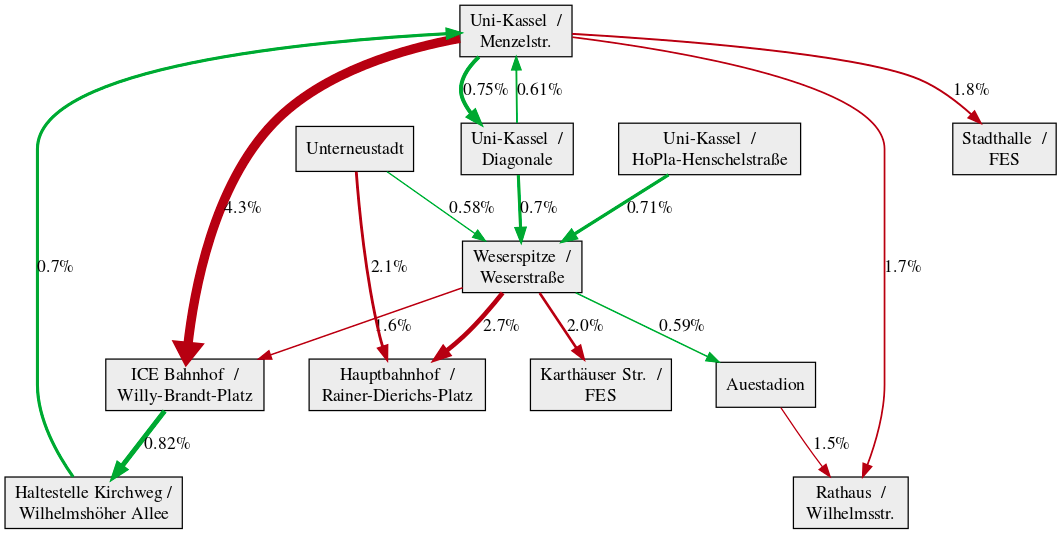 Uni-Kassel /
Menzelstr.
0.75%
0.61%
1.8%
Unterneustadt
Uni-Kassel /
Diagonale
Uni-Kassel /
HoPla-Henschelstraße
Stadthalle /
FES
4.3%
0.58%
0.7%
0.71%
0.7%
2.1%
Weserspitze /
Weserstraße
1.7%
1.6%
2.7%
2.0%
0.59%
ICE Bahnhof /
Willy-Brandt-Platz
Hauptbahnhof /
Rainer-Dierichs-Platz
Karthäuser Str. /
FES
Auestadion
0.82%
1.5%
Haltestelle Kirchweg /
Wilhelmshöher Allee
Rathaus /
Wilhelmsstr.